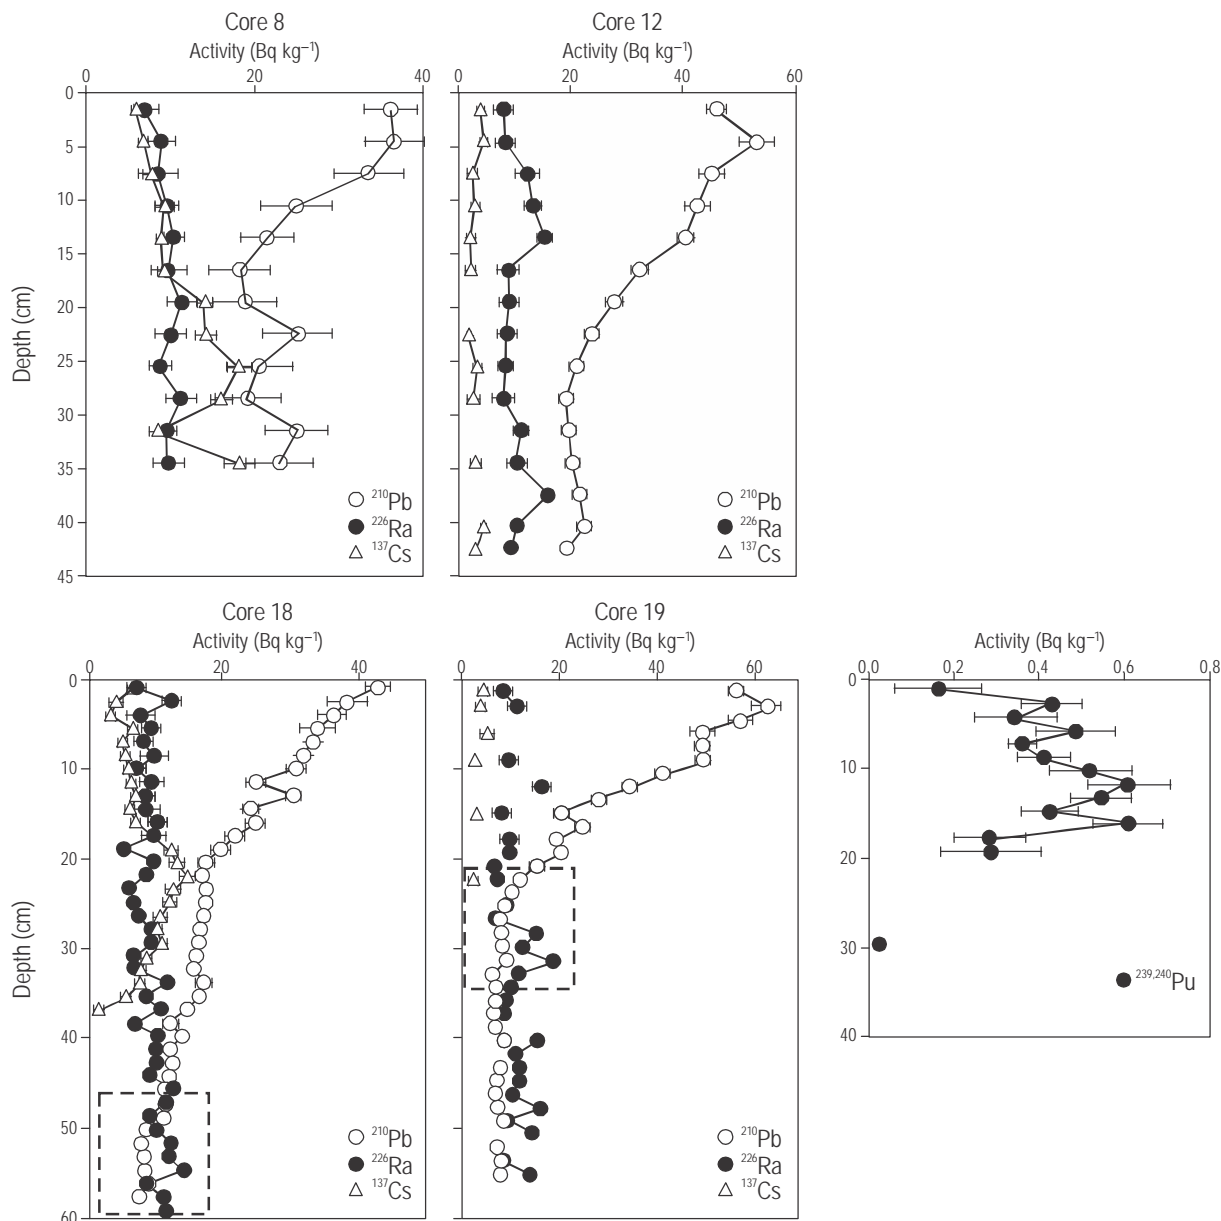 Core 8
Activity (Bq kg⁻¹)
0 20 40
Core 12
Activity (Bq kg⁻¹)
0 20 40 60
Depth (cm)
0
5
10
15
20
25
30
35
40
45
²¹⁰Pb
²²⁶Ra
¹³⁷Cs
²¹⁰Pb
²²⁶Ra
¹³⁷Cs
Core 18
Activity (Bq kg⁻¹)
0 20 40
Core 19
Activity (Bq kg⁻¹)
0 20 40 60
Activity (Bq kg⁻¹)
0,0 0,2 0,4 0,6 0,8
Depth (cm)
0
10
20
30
40
50
60
²¹⁰Pb
²²⁶Ra
¹³⁷Cs
²¹⁰Pb
²²⁶Ra
¹³⁷Cs
0
10
20
30
40
²³⁹,²⁴⁰Pu